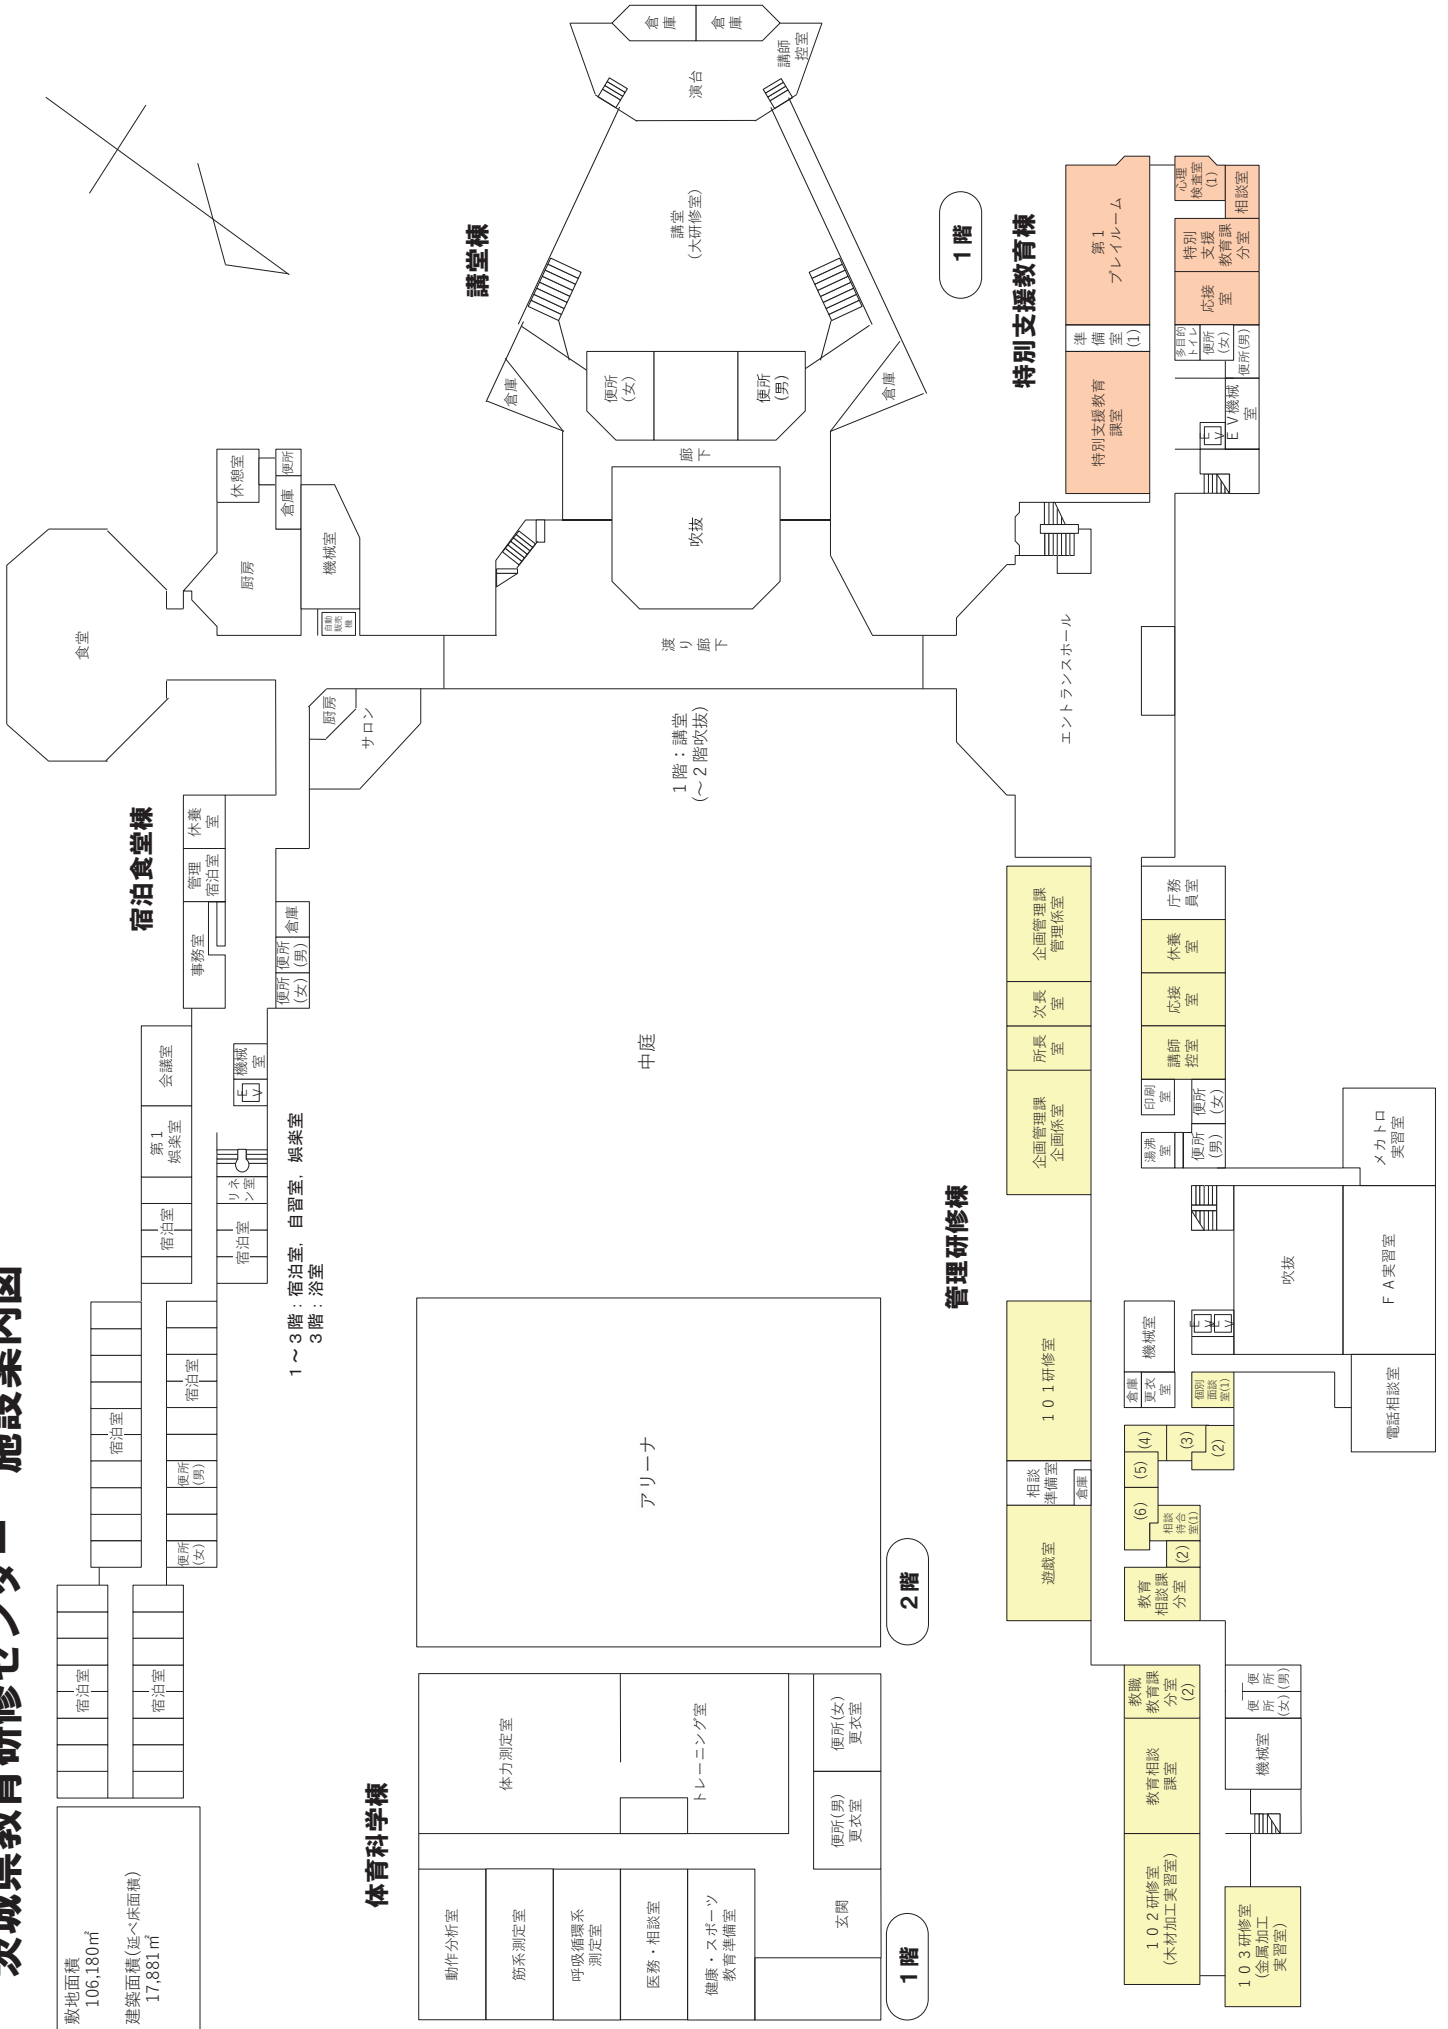 茨城県教育研修センター　施設案内図
敷地面積
106,180㎡
建築面積(延べ床面積)
17,881㎡
宿泊食堂棟
食堂
休憩室
便所
倉庫
厨房
機械室
自動
販売
機
厨房
サロン
休養
室
管理
宿泊室
事務室
倉庫
便所
(男)
便所
(女)
会議室
機械
室
EV
第１
娯楽室
リネ
ン室
宿泊室
宿泊室
宿泊室
宿泊室
便所
(男)
便所
(女)
宿泊室
宿泊室
１～３階：宿泊室，自習室，娯楽室
３階：浴室
講堂棟
倉庫
倉庫
講師
控室
演台
講堂
(大研修室)
倉庫
便所
(女)
便所
(男)
倉庫
廊
下
吹抜
渡
り
廊
下
１階：講堂
(～２階吹抜)
中庭
１階
特別支援教育棟
第１
プレイルーム
心理
検査室
(1)
相談室
特別
支援
教育課
分室
応接
室
準
備
室
(1)
多目的
トイレ
便所
(女)
便所(男)
特別支援教育
課室
EV
ＥＶ機械
室
エントランスホール
管理研修棟
企画管理課
管理係室
次長
室
所長
室
企画管理課
企画係室
庁務
員室
休養
室
応接
室
講師
控室
印刷
室
便所
(女)
湯沸
室
便所
(男)
メカトロ
実習室
吹抜
ＦＡ実習室
電話相談室
EV
EV
１０１研修室
機械室
倉庫
更衣
室
個別
面談
室(1)
(2)
(3)
(4)
(5)
(6)
相談
準備室
倉庫
相談
待合
室(1)
(2)
遊戯室
教育
相談課
分室
教職
教育課
分室
(2)
便
所
(男)
便
所
(女)
教育相談
課室
機械室
１０２研修室
(木材加工実習室)
１０３研修室
(金属加工
実習室)
体育科学棟
アリーナ
２階
体力測定室
トレーニング室
便所(女)
更衣室
便所(男)
更衣室
動作分析室
筋系測定室
呼吸循環系
測定室
医務・相談室
健康・スポーツ
教育準備室
玄関
１階